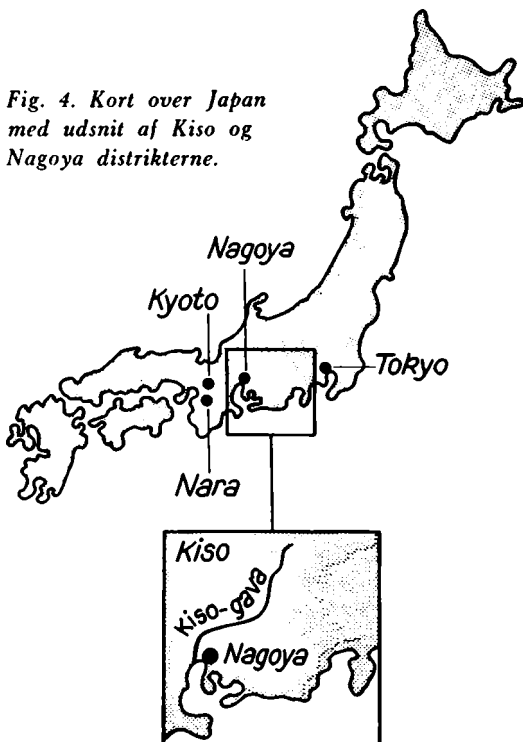 Fig. 4. Kort over Japan
med udsnit af Kiso og
Nagoya distrikterne.
Nagoya
Kyoto
Tokyo
Nara
Kiso
Kiso-gava
Nagoya